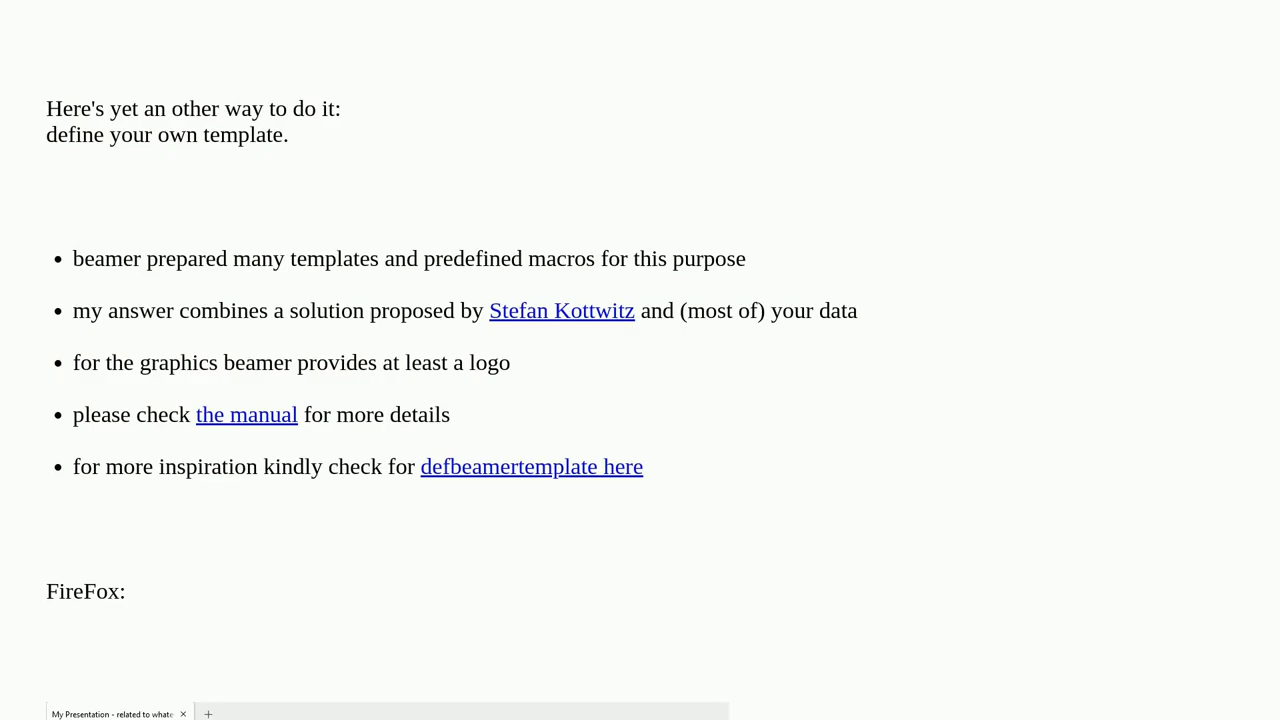 Here's yet an other way to do it:
define your own template.
• beamer prepared many templates and predefined macros for this purpose
• my answer combines a solution proposed by Stefan Kottwitz and (most of) your data
• for the graphics beamer provides at least a logo
• please check the manual for more details
• for more inspiration kindly check for defbeamertemplate here
FireFox:
My Presentation - related to whate